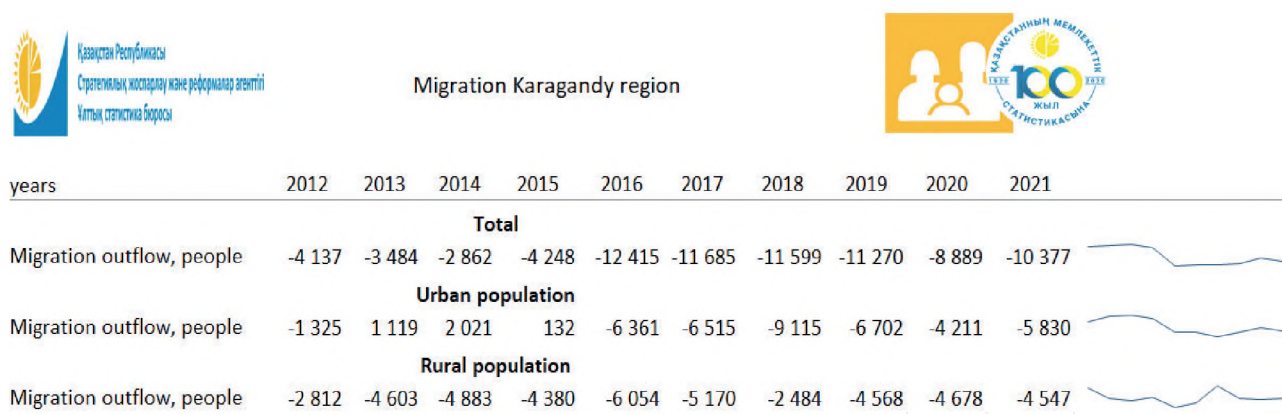 Қазақстан Республикасы
Стратегиялық жоспарлау және реформалар агенттігі
Ұлттық статистика бюросы
Migration Karagandy region
ҚАЗАҚСТАННЫҢ МЕМЛЕКЕТТІК
1920 100 2020
ЖЫЛ
СТАТИСТИКАСЫНА
years 2012 2013 2014 2015 2016 2017 2018 2019 2020 2021
Total
Migration outflow, people -4 137 -3 484 -2 862 -4 248 -12 415 -11 685 -11 599 -11 270 -8 889 -10 377
Urban population
Migration outflow, people -1 325 1 119 2 021 132 -6 361 -6 515 -9 115 -6 702 -4 211 -5 830
Rural population
Migration outflow, people -2 812 -4 603 -4 883 -4 380 -6 054 -5 170 -2 484 -4 568 -4 678 -4 547